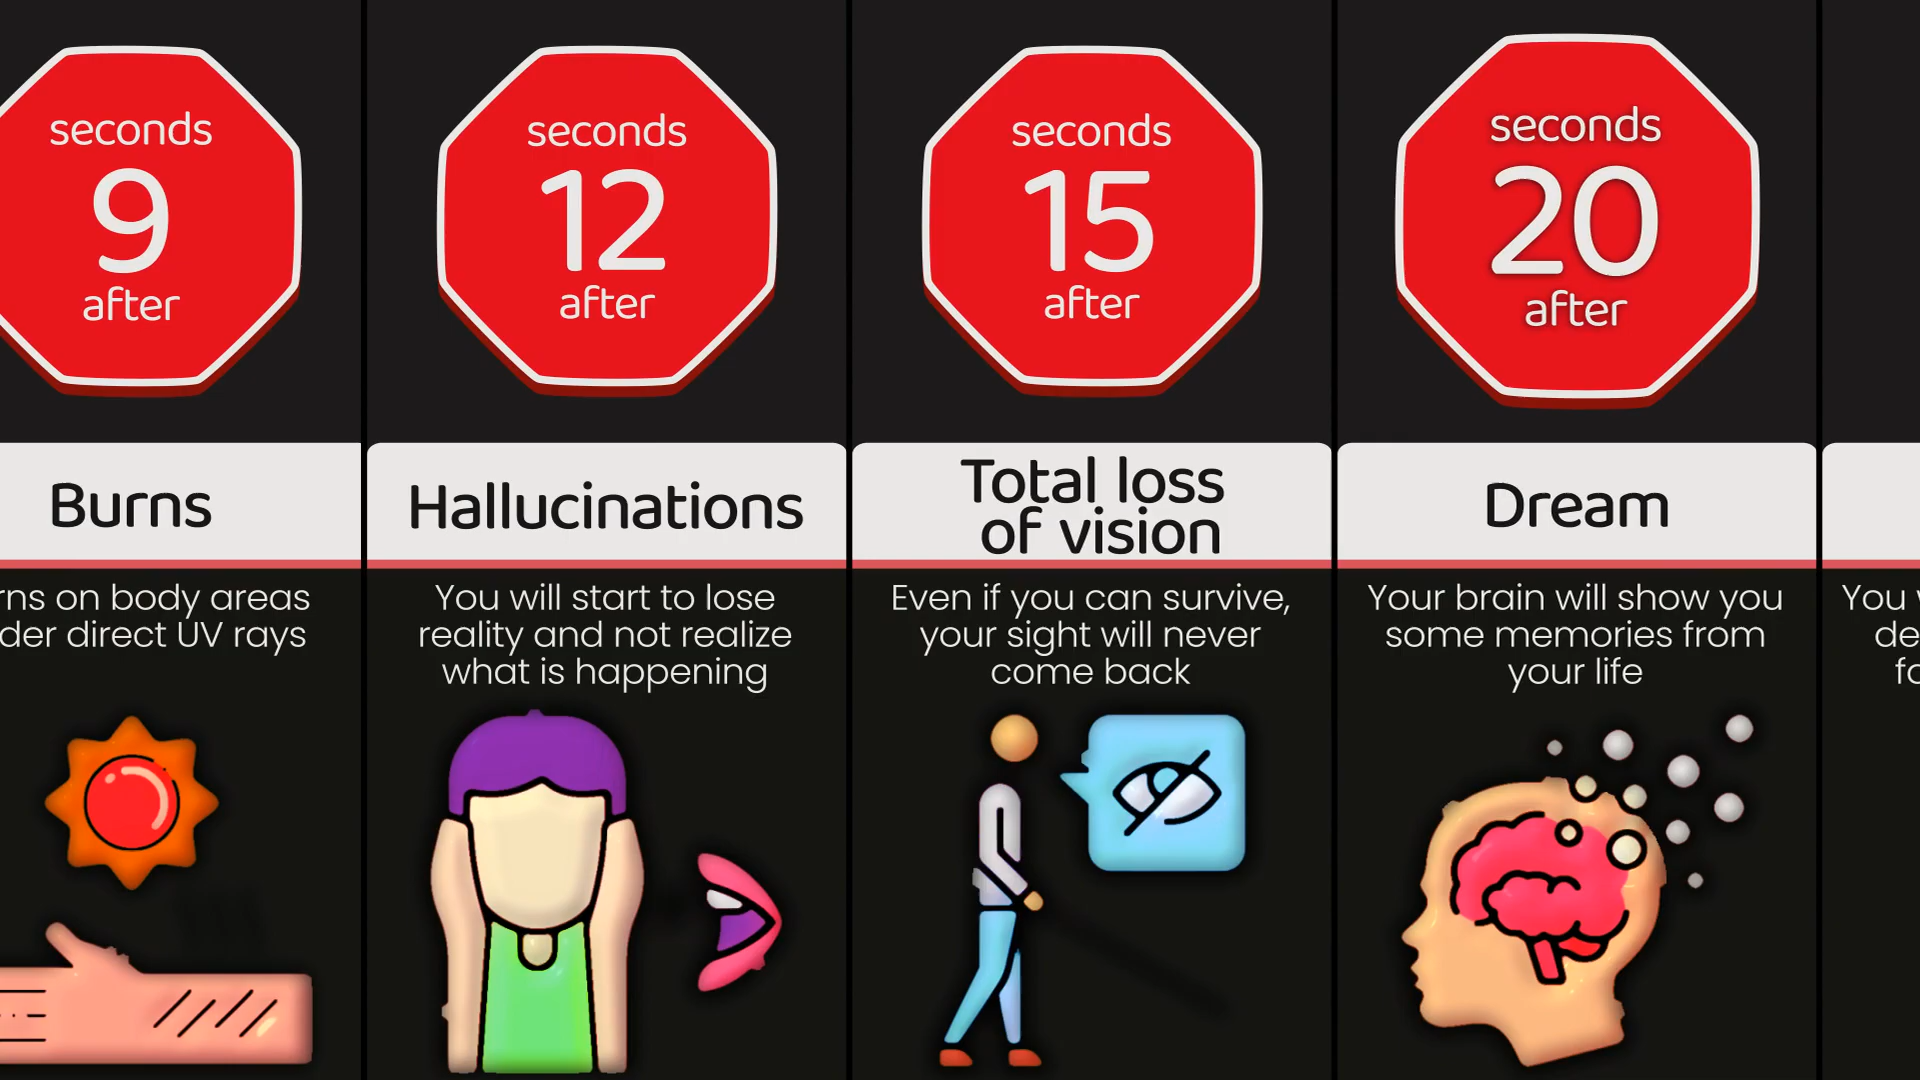 seconds
9
after
Burns
rns on body areas
der direct UV rays
seconds
12
after
Hallucinations
You will start to lose
reality and not realize
what is happening
seconds
15
after
Total loss
of vision
Even if you can survive,
your sight will never
come back
seconds
20
after
Dream
Your brain will show you
some memories from
your life
You